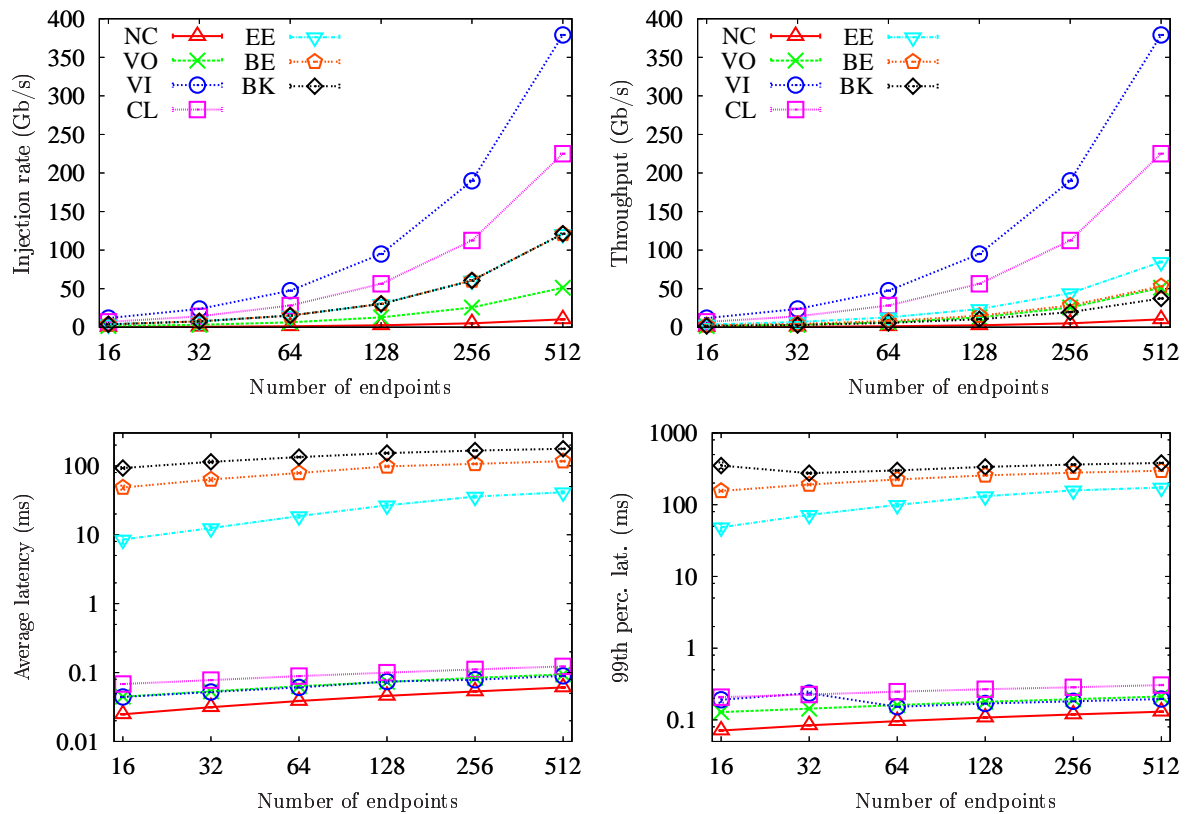 400
350
300
250
200
150
100
50
0
Injection rate (Gb/s)
NC
VO
VI
CL
EE
BE
BK
16 32 64 128 256 512
Number of endpoints
400
350
300
250
200
150
100
50
0
Throughput (Gb/s)
NC
VO
VI
CL
EE
BE
BK
16 32 64 128 256 512
Number of endpoints
100
10
1
0.1
0.01
Average latency (ms)
16 32 64 128 256 512
Number of endpoints
1000
100
10
1
0.1
99th perc. lat. (ms)
16 32 64 128 256 512
Number of endpoints